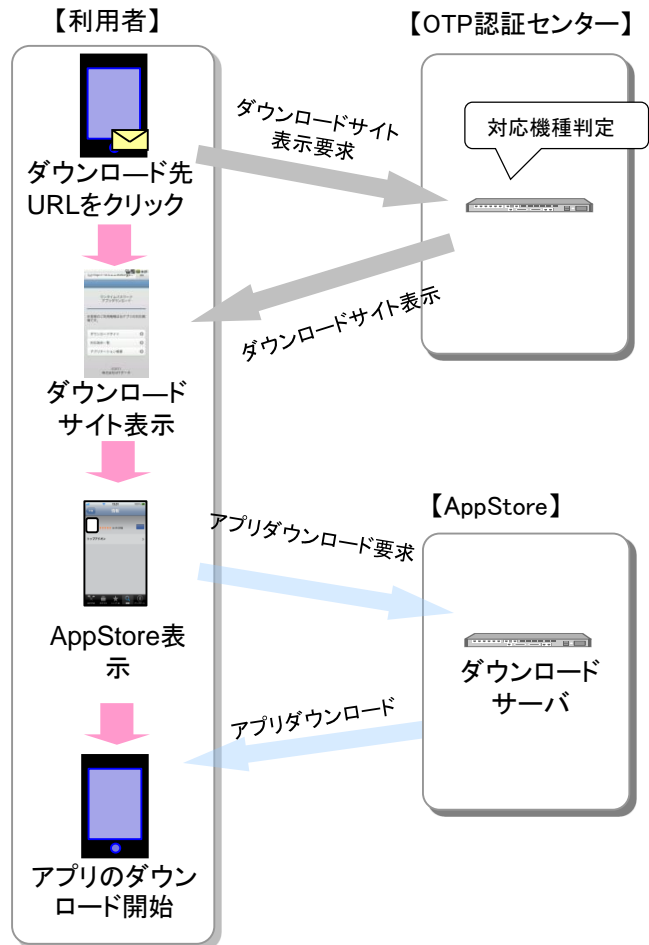 【利用者】
【OTP認証センター】
ダウンロード先
URLをクリック
ダウンロードサイト
表示要求
対応機種判定
ダウンロードサイト表示
ダウンロード
サイト表示
【AppStore】
アプリダウンロード要求
AppStore表
示
ダウンロード
サーバ
アプリダウンロード
アプリのダウン
ロード開始